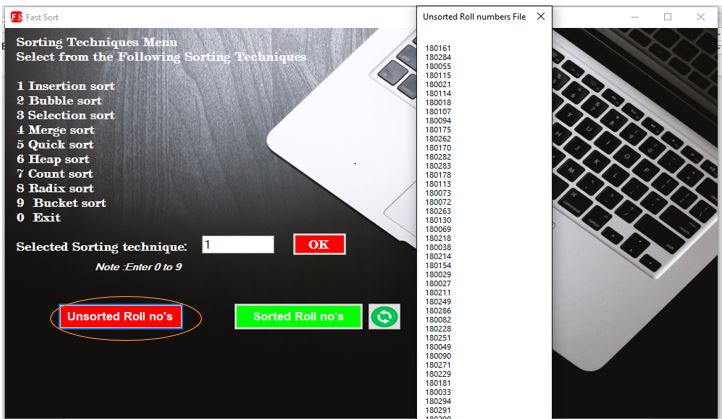 FS Fast Sort
Sorting Techniques Menu
Select from the Following Sorting Techniques
1 Insertion sort
2 Bubble sort
3 Selection sort
4 Merge sort
5 Quick sort
6 Heap sort
7 Count sort
8 Radix sort
9 Bucket sort
0 Exit
Selected Sorting technique:
1
OK
Note :Enter 0 to 9
Unsorted Roll no's
Sorted Roll no's
Unsorted Roll numbers File
180161
180284
180055
180115
180021
180114
180018
180107
180094
180175
180262
180170
180282
180283
180178
180113
180073
180072
180263
180130
180069
180218
180038
180214
180154
180029
180027
180211
180249
180286
180082
180228
180251
180049
180090
180271
180229
180181
180033
180294
180291